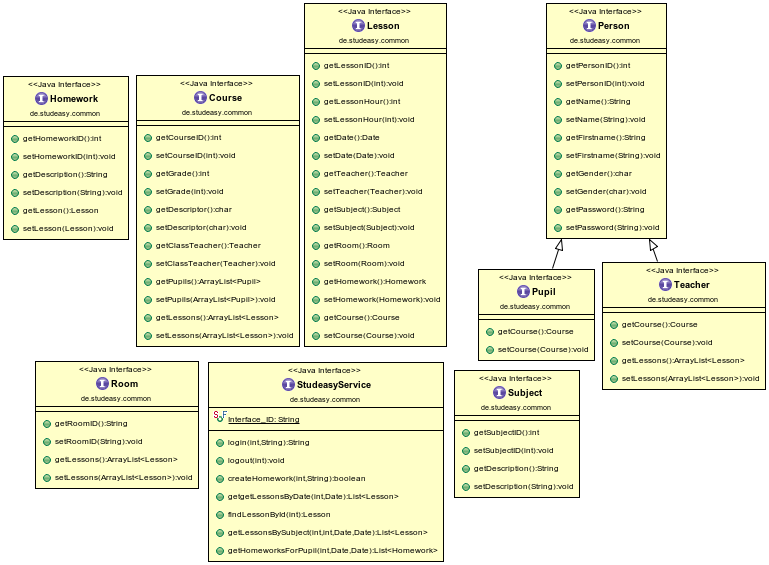 <<Java Interface>>
Homework
de.studeasy.common
getHomeworkID():int
setHomeworkID(int):void
getDescription():String
setDescription(String):void
getLesson():Lesson
setLesson(Lesson):void
<<Java Interface>>
Course
de.studeasy.common
getCourseID():int
setCourseID(int):void
getGrade():int
setGrade(int):void
getDescriptor():char
setDescriptor(char):void
getClassTeacher():Teacher
setClassTeacher(Teacher):void
getPupils():ArrayList<Pupil>
setPupils(ArrayList<Pupil>):void
getLessons():ArrayList<Lesson>
setLessons(ArrayList<Lesson>):void
<<Java Interface>>
Lesson
de.studeasy.common
getLessonID():int
setLessonID(int):void
getLessonHour():int
setLessonHour(int):void
getDate():Date
setDate(Date):void
getTeacher():Teacher
setTeacher(Teacher):void
getSubject():Subject
setSubject(Subject):void
getRoom():Room
setRoom(Room):void
getHomework():Homework
setHomework(Homework):void
getCourse():Course
setCourse(Course):void
<<Java Interface>>
Person
de.studeasy.common
getPersonID():int
setPersonID(int):void
getName():String
setName(String):void
getFirstname():String
setFirstname(String):void
getGender():char
setGender(char):void
getPassword():String
setPassword(String):void
<<Java Interface>>
Pupil
de.studeasy.common
getCourse():Course
setCourse(Course):void
<<Java Interface>>
Teacher
de.studeasy.common
getCourse():Course
setCourse(Course):void
getLessons():ArrayList<Lesson>
setLessons(ArrayList<Lesson>):void
<<Java Interface>>
Room
de.studeasy.common
getRoomID():String
setRoomID(String):void
getLessons():ArrayList<Lesson>
setLessons(ArrayList<Lesson>):void
<<Java Interface>>
StudeasyService
de.studeasy.common
Interface_ID: String
login(int,String):String
logout(int):void
createHomework(int,String):boolean
getgetLessonsByDate(int,Date):List<Lesson>
findLessonById(int):Lesson
getLessonsBySubject(int,int,Date,Date):List<Lesson>
getHomeworksForPupil(int,Date,Date):List<Homework>
<<Java Interface>>
Subject
de.studeasy.common
getSubjectID():int
setSubjectID(int):void
getDescription():String
setDescription(String):void